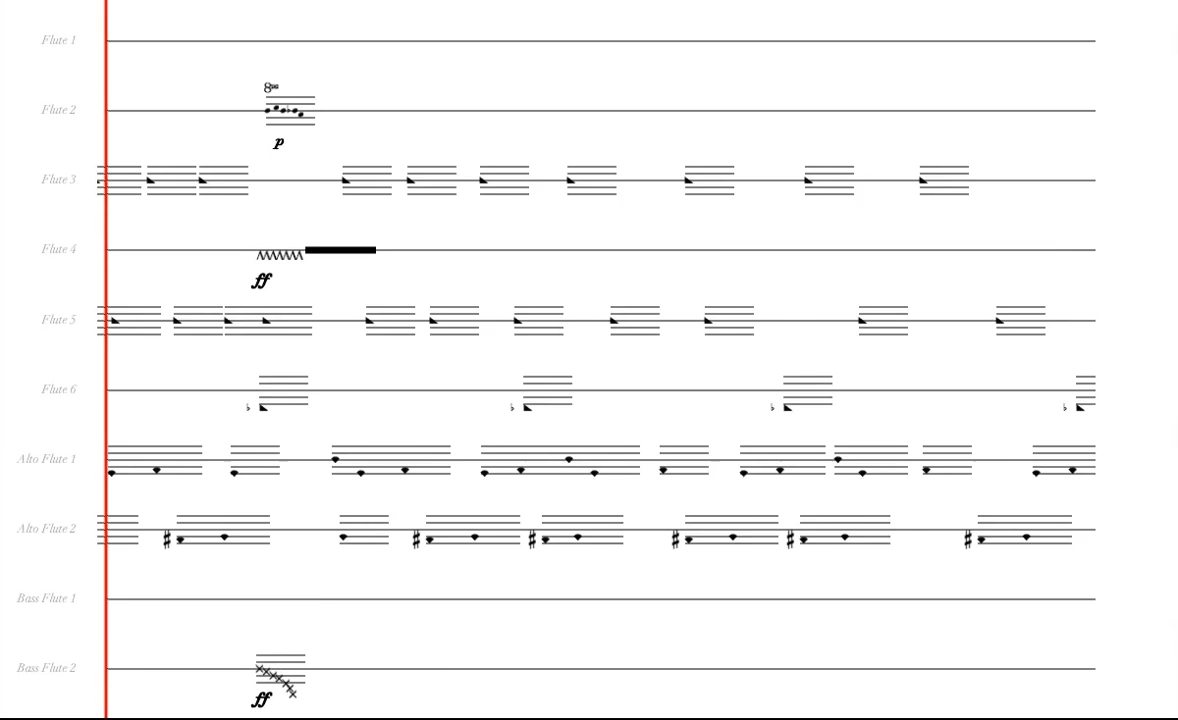 Flute 1
8va
Flute 2
p
Flute 3
Flute 4
ff
Flute 5
Flute 6
Alto Flute 1
Alto Flute 2
Bass Flute 1
Bass Flute 2
ff